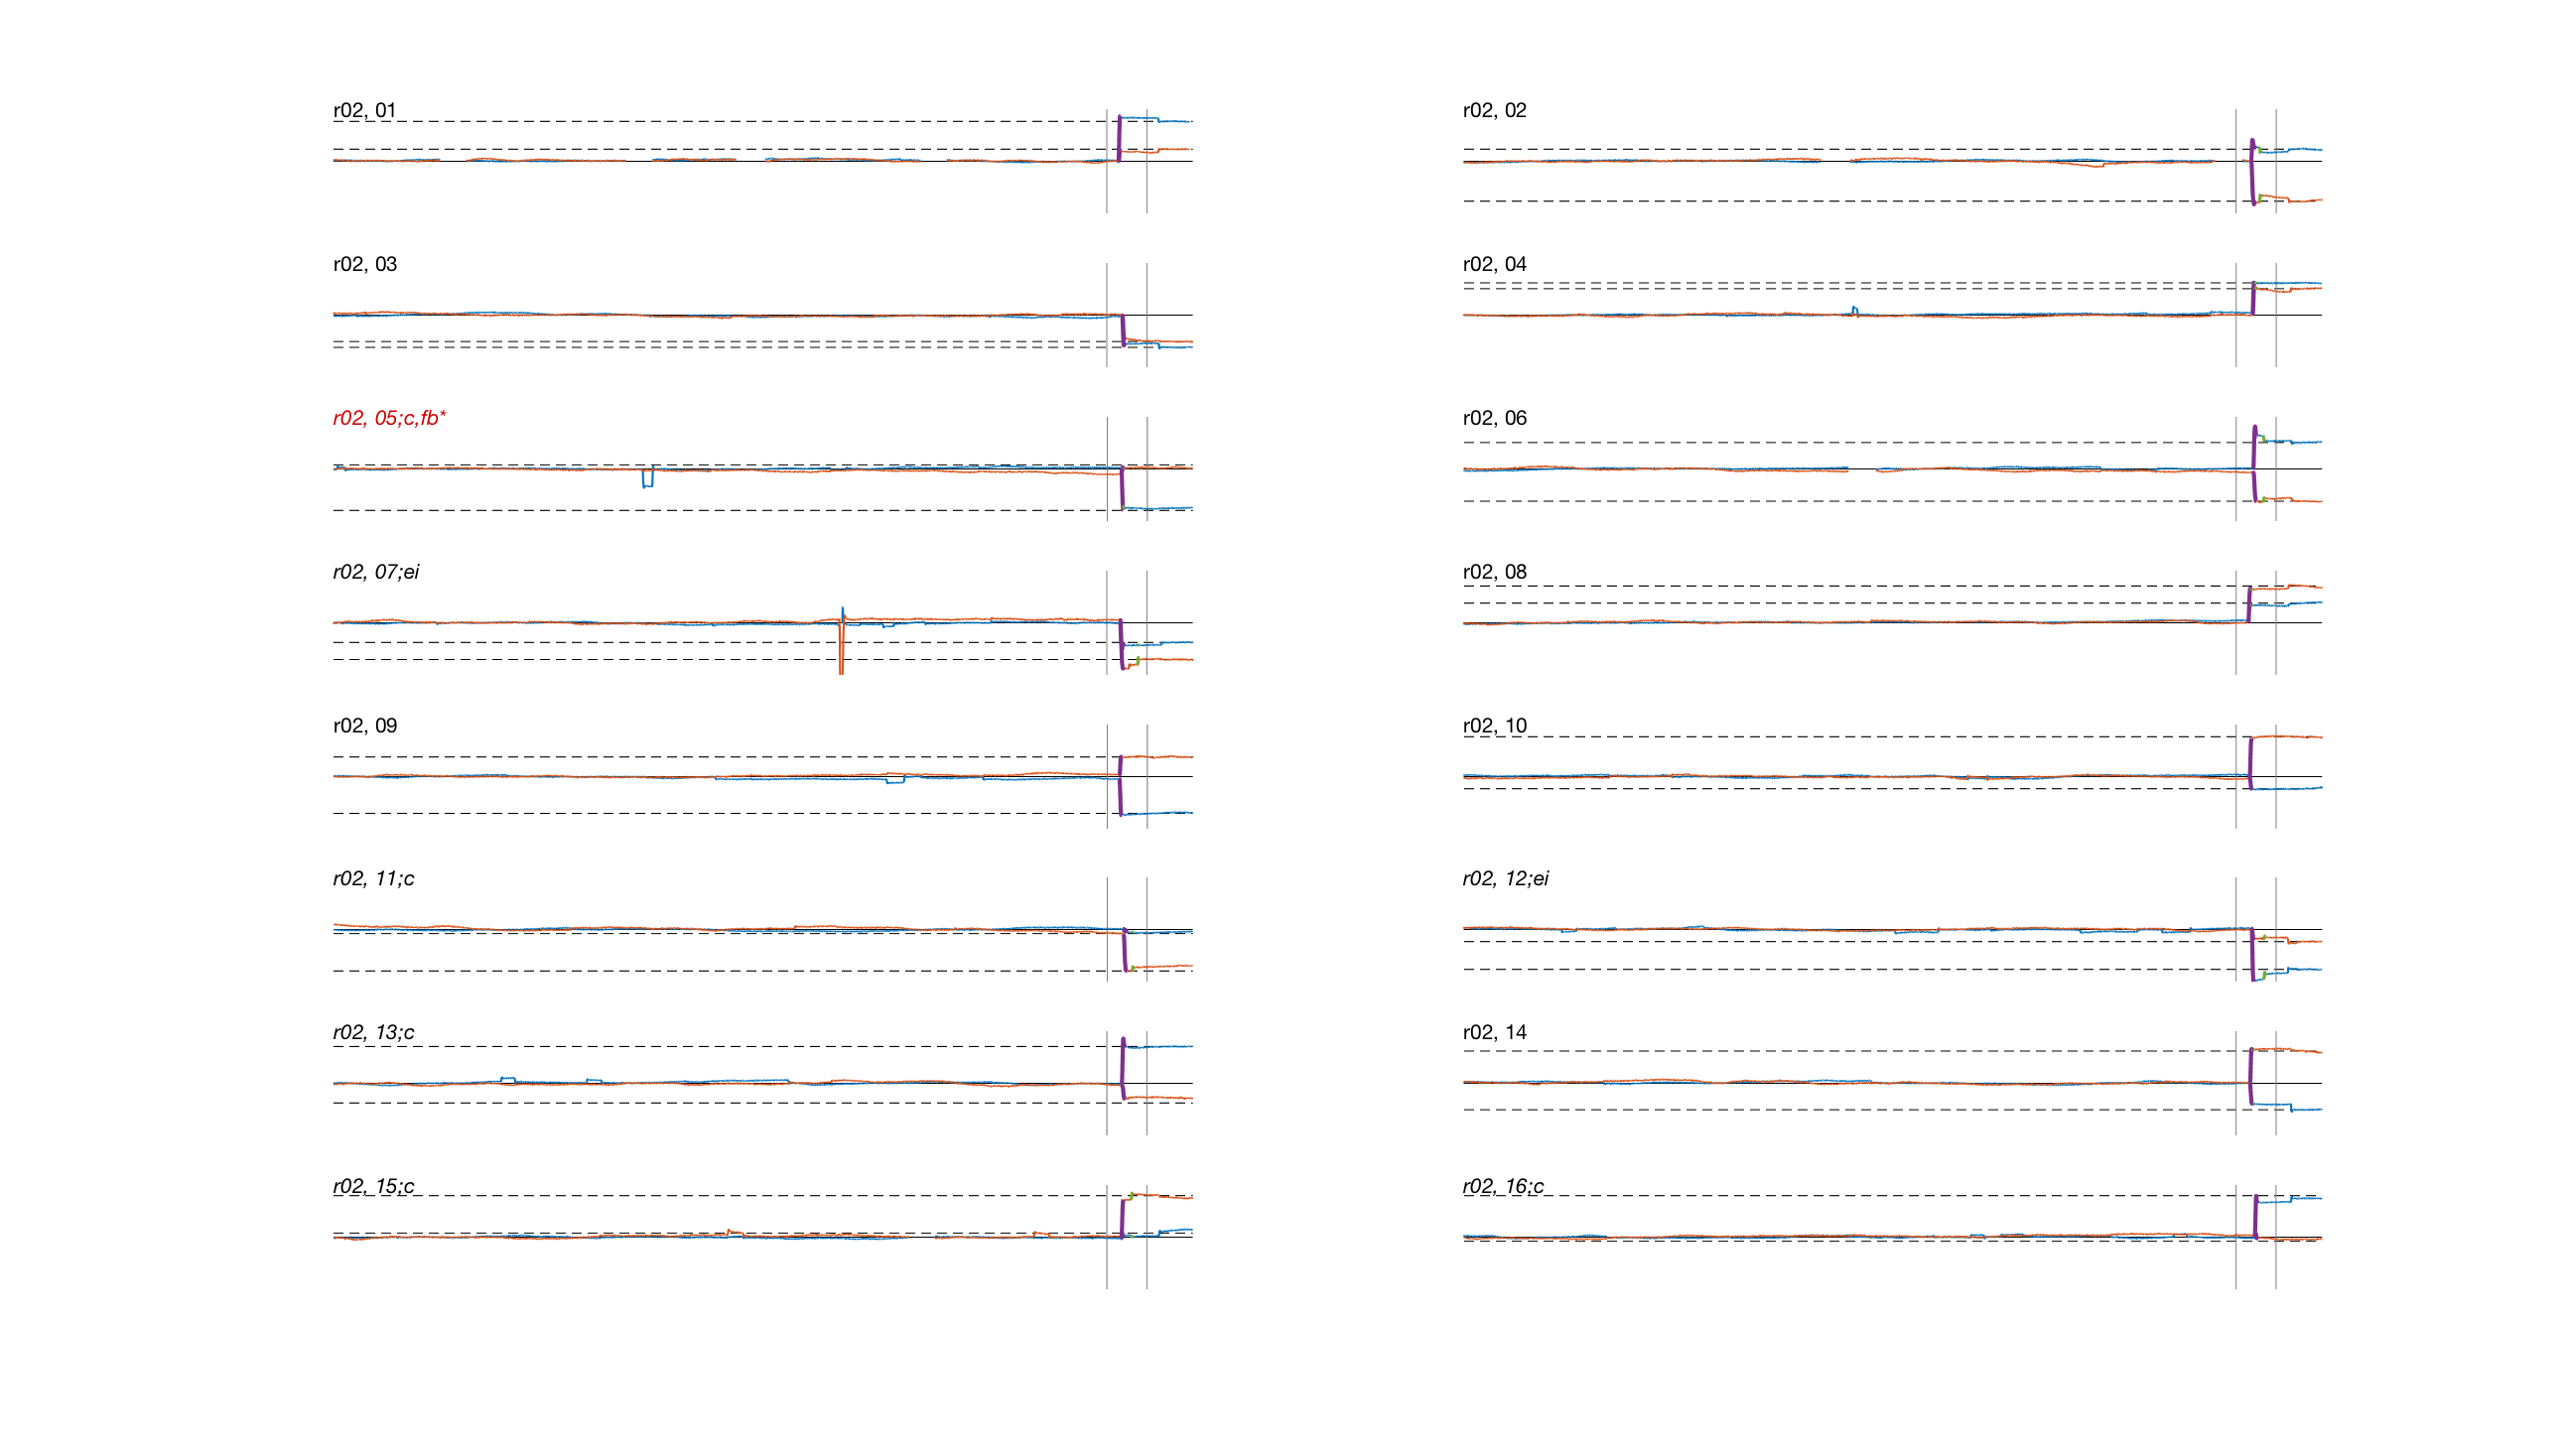 r02, 01
r02, 02
r02, 03
r02, 04
r02, 05;c,fb*
r02, 06
r02, 07;ei
r02, 08
r02, 09
r02, 10
r02, 11;c
r02, 12;ei
r02, 13;c
r02, 14
r02, 15;c
r02, 16;c